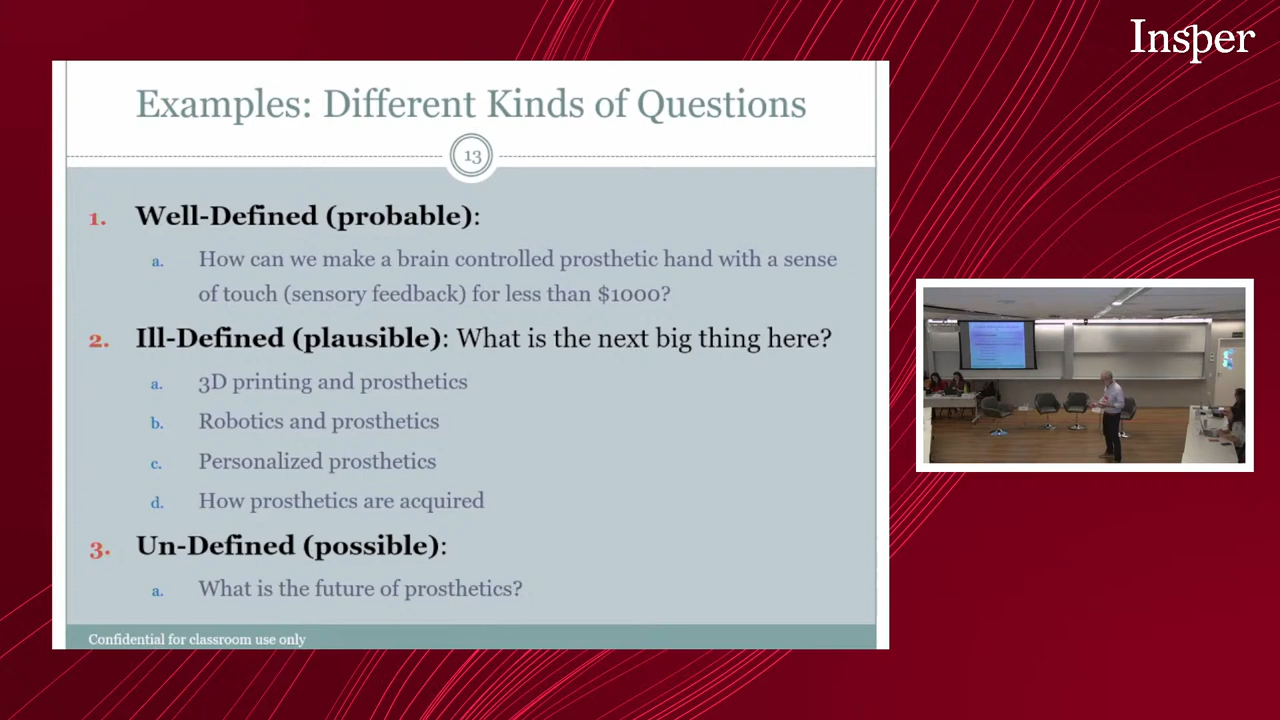 Insper
Examples: Different Kinds of Questions
13
1. Well-Defined (probable):
a. How can we make a brain controlled prosthetic hand with a sense
of touch (sensory feedback) for less than $1000?
2. Ill-Defined (plausible): What is the next big thing here?
a. 3D printing and prosthetics
b. Robotics and prosthetics
c. Personalized prosthetics
d. How prosthetics are acquired
3. Un-Defined (possible):
a. What is the future of prosthetics?
Confidential for classroom use only